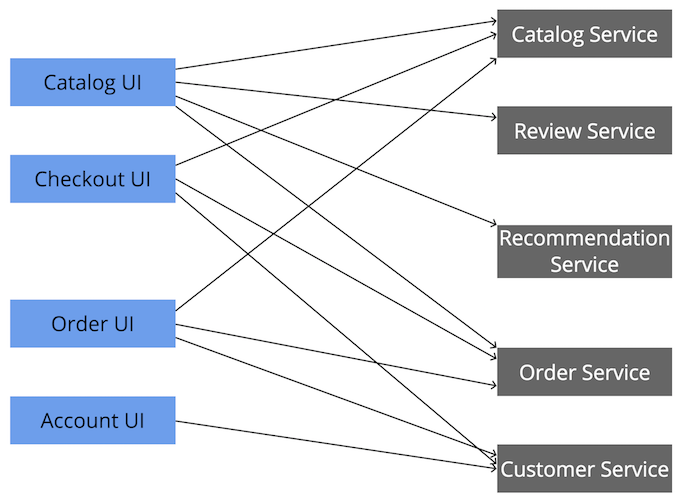 Catalog UI
Checkout UI
Order UI
Account UI
Catalog Service
Review Service
Recommendation
Service
Order Service
Customer Service